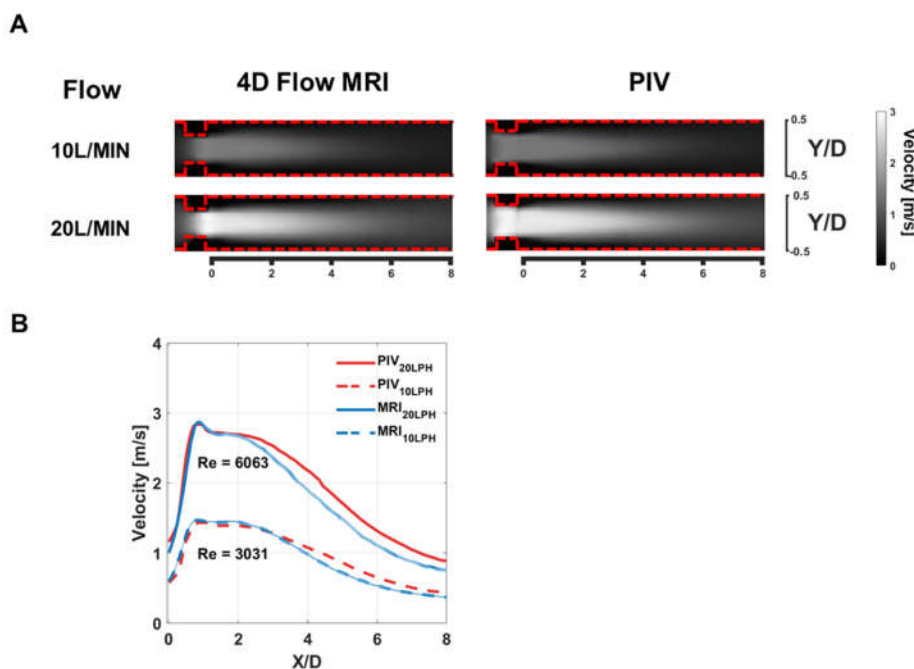 A
Flow
4D Flow MRI
PIV
10L/MIN
0.5
Y/D
0.5
20L/MIN
0.5
Y/D
-0.5
0 2 4 6 8
0 2 4 6 8
3
2
1
0
Velocity [m/s]
B
4
3
2
1
0
Velocity [m/s]
PIV20LPH
PIV10LPH
MRI20LPH
MRI10LPH
Re = 6063
Re = 3031
0 2 4 6 8
X/D